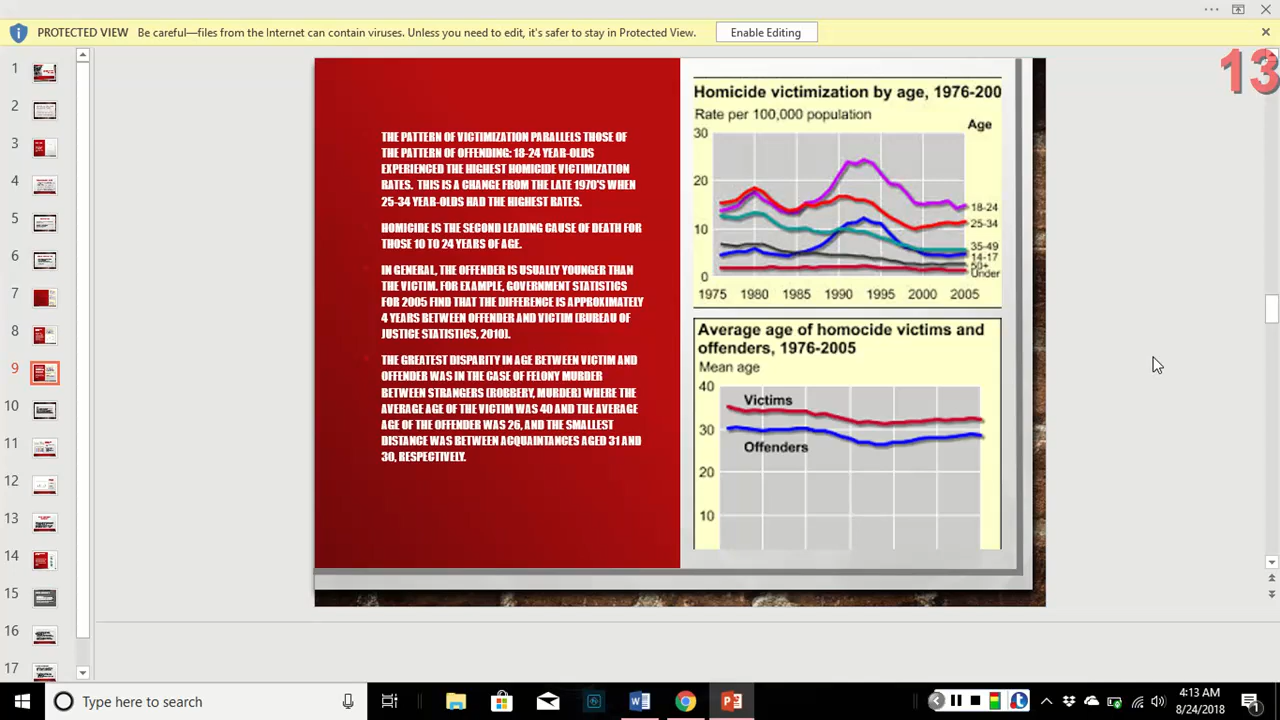 PROTECTED VIEW Be careful—files from the Internet can contain viruses. Unless you need to edit, it's safer to stay in Protected View. Enable Editing
13
1
2
3
4
5
6
7
8
9
10
11
12
13
14
15
16
17
THE PATTERN OF VICTIMIZATION PARALLELS THOSE OF
THE PATTERN OF OFFENDING: 18-24 YEAR-OLDS
EXPERIENCED THE HIGHEST HOMICIDE VICTIMIZATION
RATES. THIS IS A CHANGE FROM THE LATE 1970'S WHEN
25-34 YEAR-OLDS HAD THE HIGHEST RATES.
HOMICIDE IS THE SECOND LEADING CAUSE OF DEATH FOR
THOSE 10 TO 24 YEARS OF AGE.
IN GENERAL, THE OFFENDER IS USUALLY YOUNGER THAN
THE VICTIM. FOR EXAMPLE, GOVERNMENT STATISTICS
FOR 2005 FIND THAT THE DIFFERENCE IS APPROXIMATELY
4 YEARS BETWEEN OFFENDER AND VICTIM (BUREAU OF
JUSTICE STATISTICS, 2010).
THE GREATEST DISPARITY IN AGE BETWEEN VICTIM AND
OFFENDER WAS IN THE CASE OF FELONY MURDER
BETWEEN STRANGERS (ROBBERY, MURDER) WHERE THE
AVERAGE AGE OF THE VICTIM WAS 40 AND THE AVERAGE
AGE OF THE OFFENDER WAS 26, AND THE SMALLEST
DISTANCE WAS BETWEEN ACQUAINTANCES AGED 31 AND
30, RESPECTIVELY.
Homicide victimization by age, 1976-200
Rate per 100,000 population
Age
30
20
10
0
18-24
25-34
35-49
14-17
50+
Under
1975 1980 1985 1990 1995 2000 2005
Average age of homocide victims and
offenders, 1976-2005
Mean age
40
30
20
10
Victims
Offenders
Type here to search
4:13 AM
8/24/2018
1